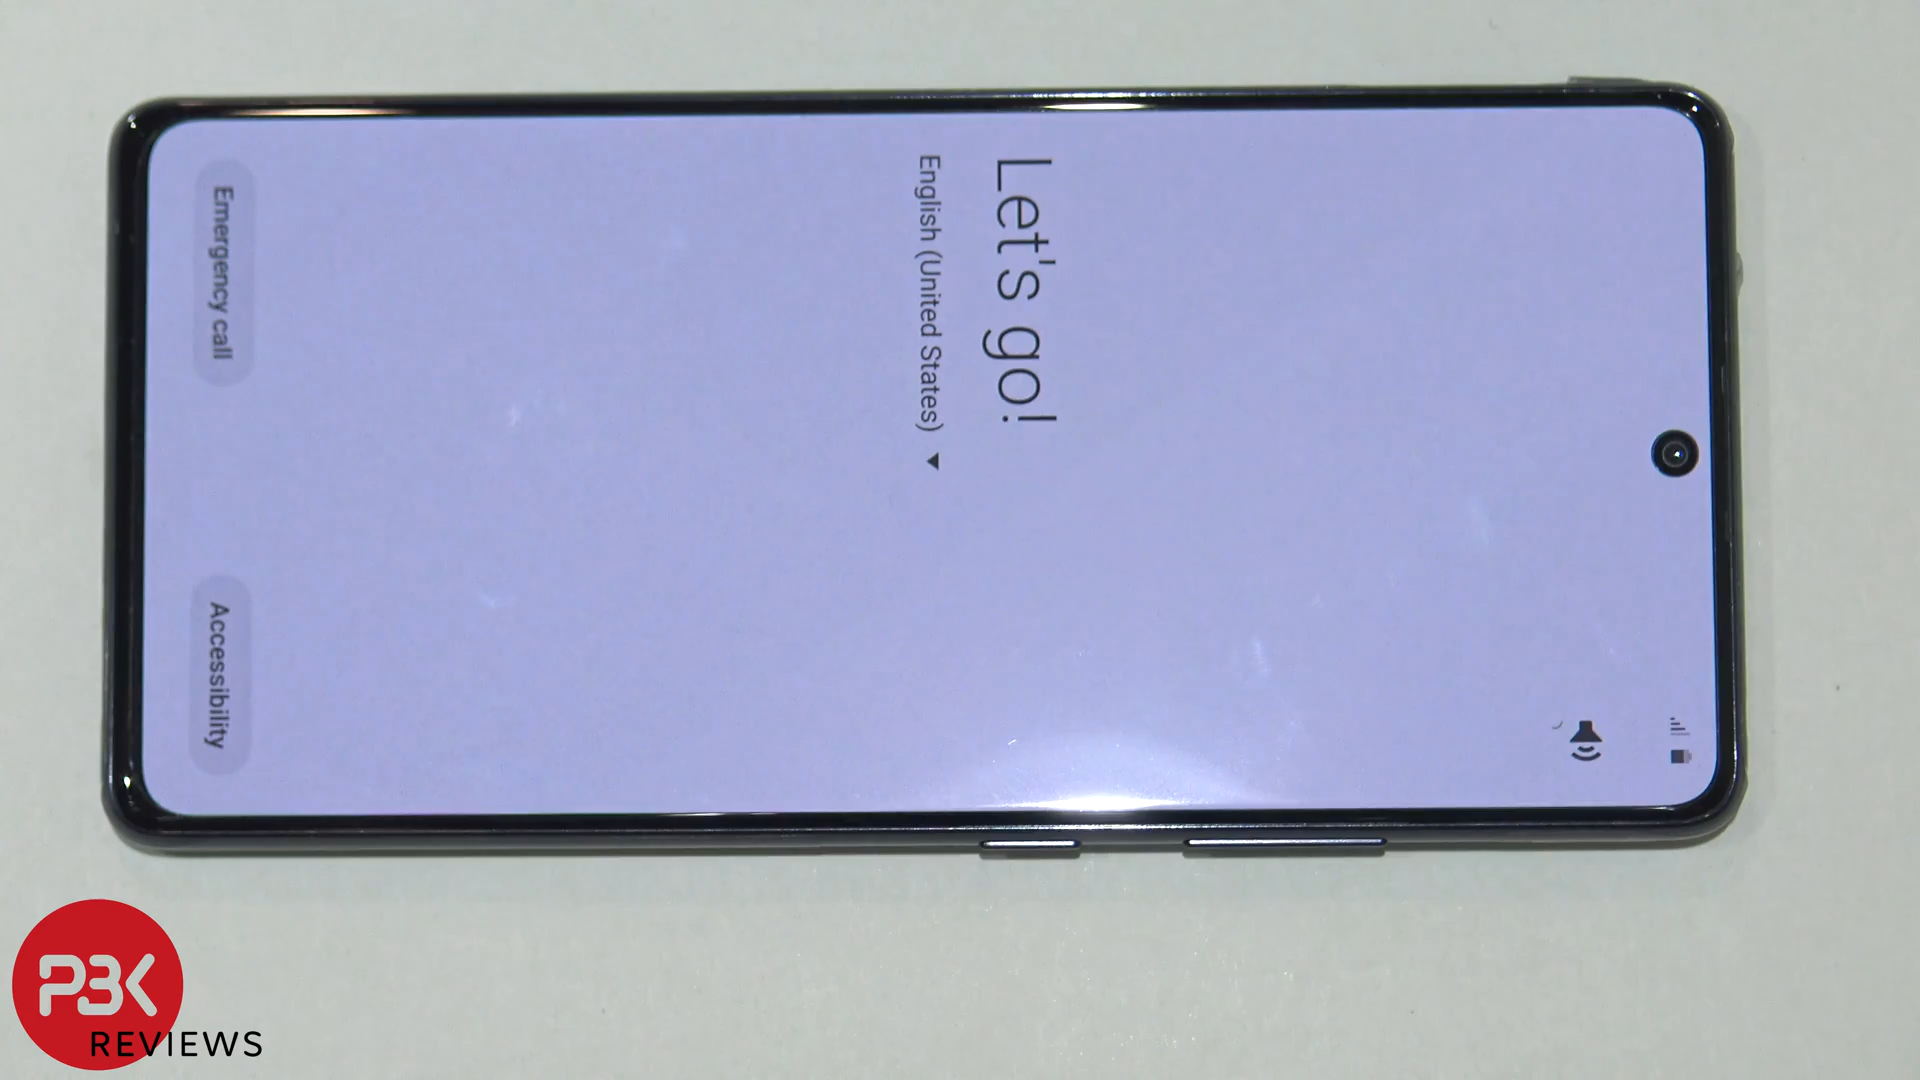 Let's go!
English (United States)
Emergency call
Accessibility
P3K
REVIEWS